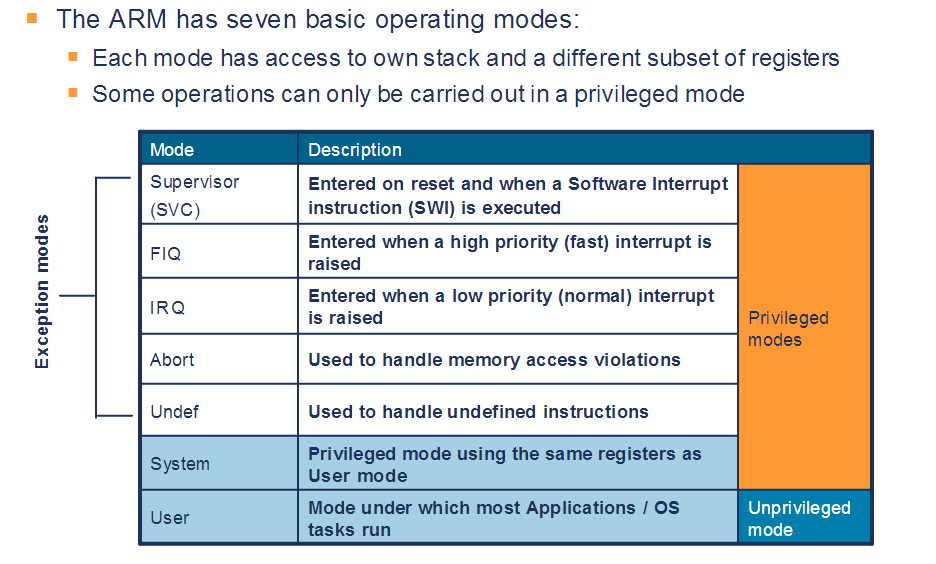 The ARM has seven basic operating modes:
Each mode has access to own stack and a different subset of registers
Some operations can only be carried out in a privileged mode
Mode
Description
Exception modes
Supervisor
(SVC)
Entered on reset and when a Software Interrupt
instruction (SWI) is executed
FIQ
Entered when a high priority (fast) interrupt is
raised
IRQ
Entered when a low priority (normal) interrupt
is raised
Privileged
modes
Abort
Used to handle memory access violations
Undef
Used to handle undefined instructions
System
Privileged mode using the same registers as
User mode
User
Mode under which most Applications / OS
tasks run
Unprivileged
mode